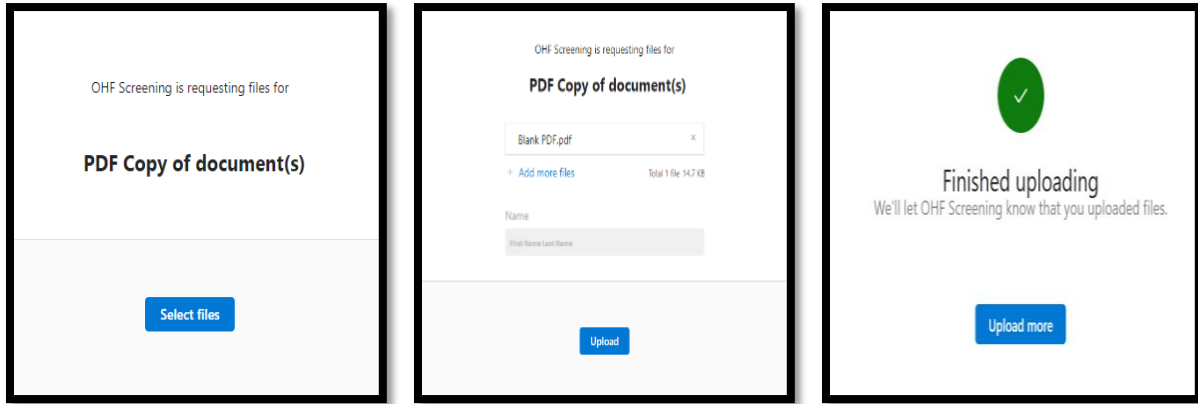 OHF Screening is requesting files for
PDF Copy of document(s)
Select files
OHF Screening is requesting files for
PDF Copy of document(s)
Blank PDF.pdf ×
+ Add more files Total 1 file 14.7 KB
Name
First Name Last Name
Upload
Finished uploading
We'll let OHF Screening know that you uploaded files.
Upload more